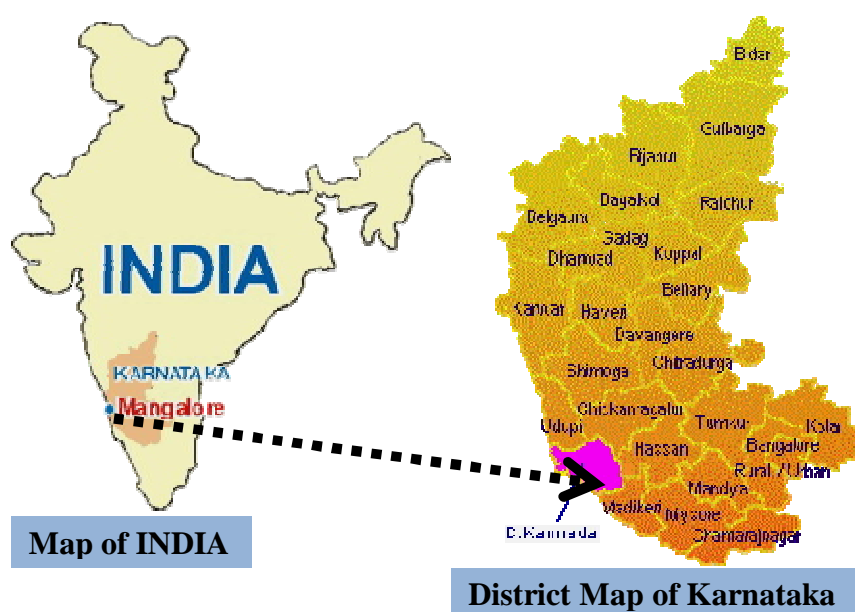 INDIA
KARNATAKA
Mangalore
Map of INDIA
Bidar
Gulbarga
Bijapur
Bagalkot
Raichur
Belgaum
Gadag
Koppal
Dharwad
Bellary
Karwar
Haveri
Davangere
Chitradurga
Shimoga
Chickamagalur
Udupi
Tumkur
Kolar
Hassan
Bangalore
Rural / Urban
Mandya
Madikeri
Mysore
D.Kannada
Chamarajnagar
District Map of Karnataka